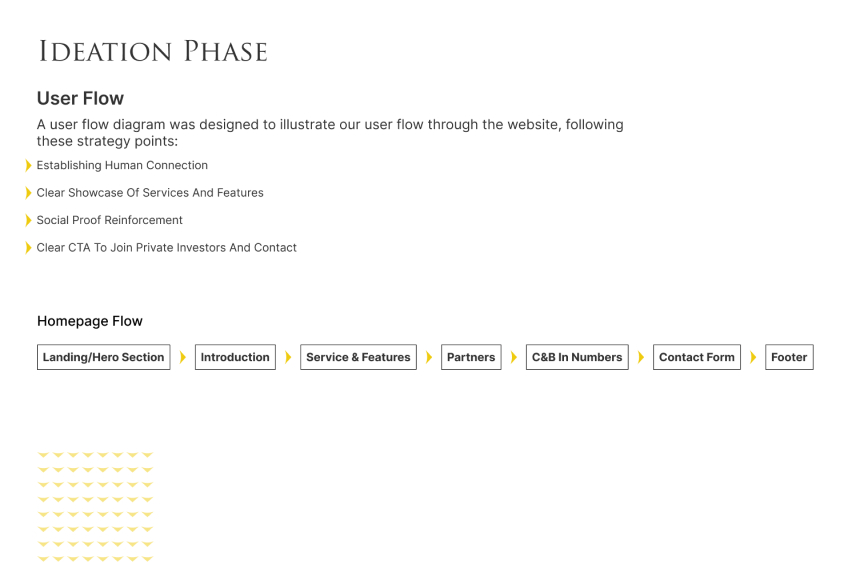 Ideation Phase
User Flow
A user flow diagram was designed to illustrate our user flow through the website, following
these strategy points:
Establishing Human Connection
Clear Showcase Of Services And Features
Social Proof Reinforcement
Clear CTA To Join Private Investors And Contact
Homepage Flow
Landing/Hero Section Introduction Service & Features Partners C&B In Numbers Contact Form Footer